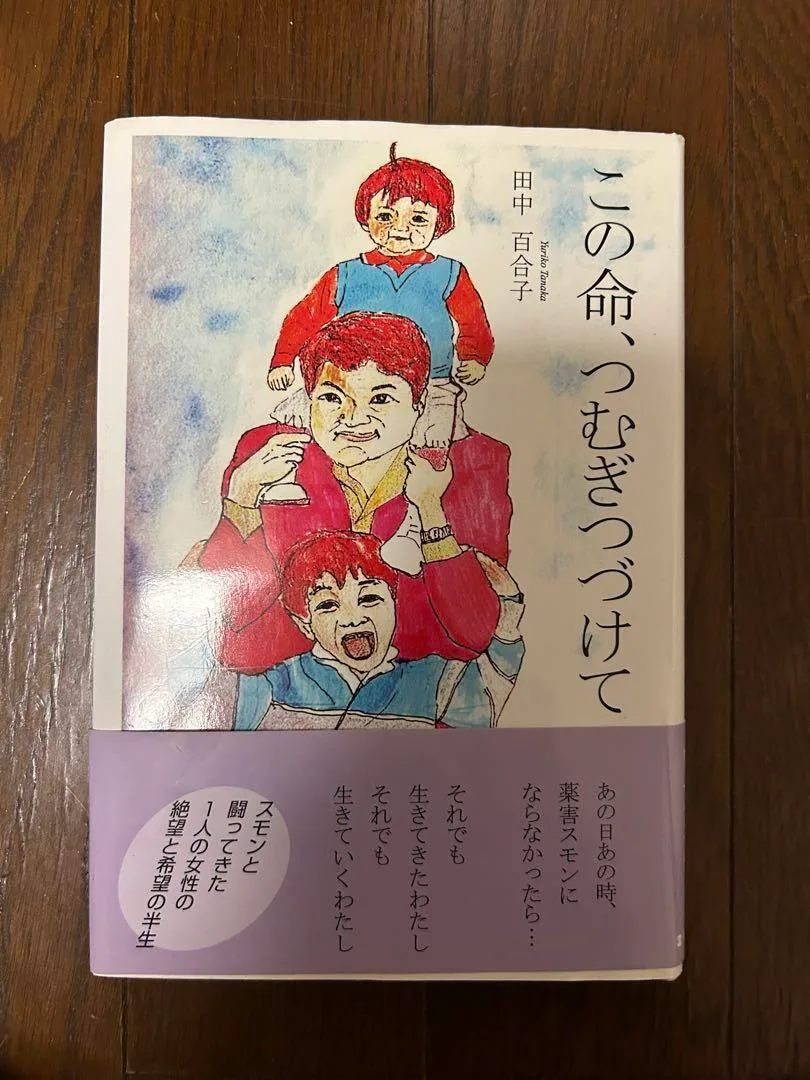 この命、つむぎつづけて
田中 百合子
Yuriko Tanaka
あの日あの時、
薬害スモンに
ならなかったら…
それでも
生きてきたわたし
それでも
生きていくわたし
スモンと
闘ってきた
1人の女性の
絶望と希望の半生